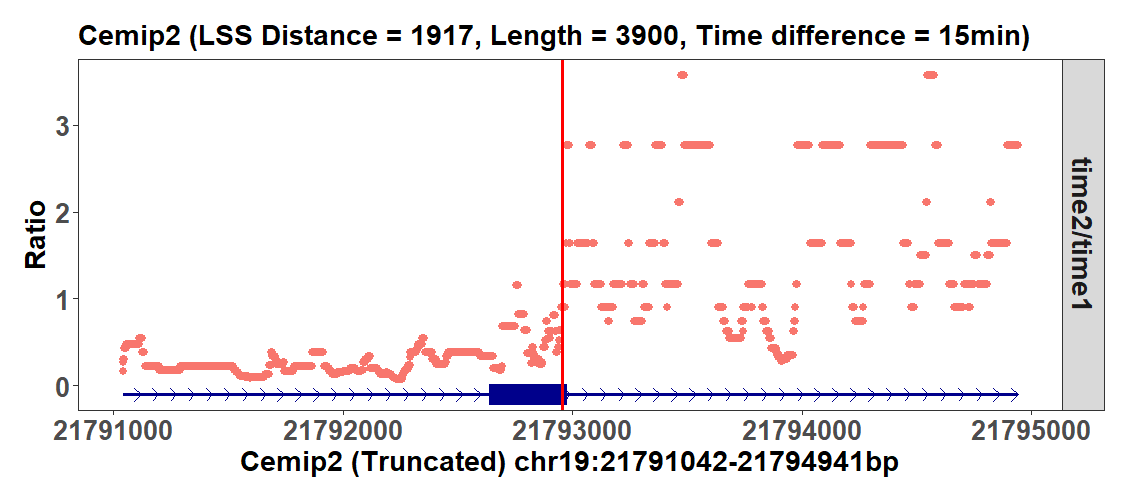 Cemip2 (LSS Distance = 1917, Length = 3900, Time difference = 15min)
3
2
1
0
Ratio
time2/time1
21791000 21792000 21793000 21794000 21795000
Cemip2 (Truncated) chr19:21791042-21794941bp